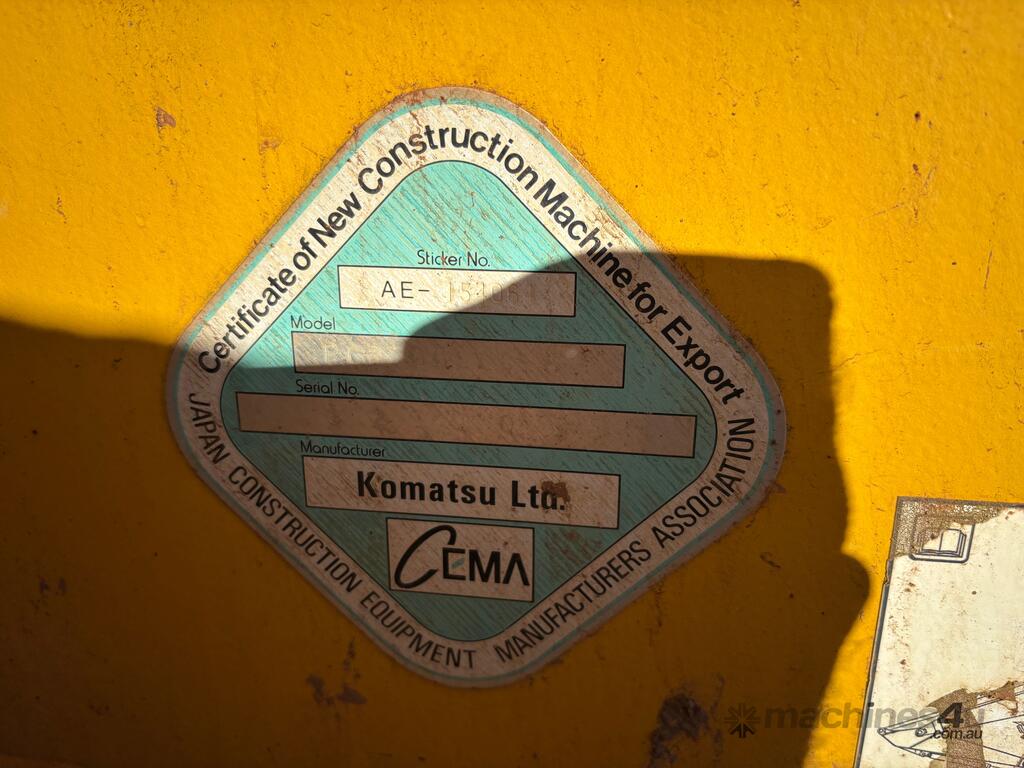 Certificate of New Construction Machine for Export
Sticker No.
AE-
Model
Serial No.
Manufacturer
Komatsu Ltd.
CEMA
JAPAN CONSTRUCTION EQUIPMENT MANUFACTURERS ASSOCIATION
machines4u
.com.au